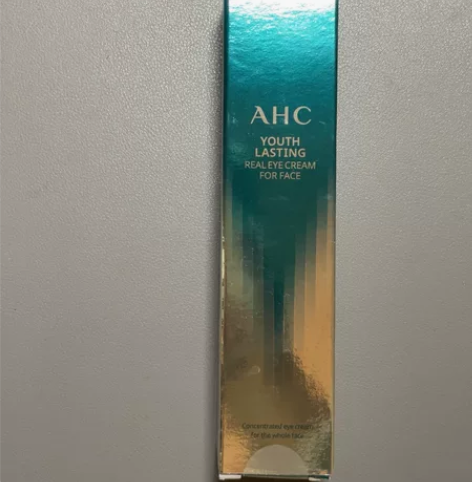 AHC
YOUTH
LASTING
REAL EYE CREAM
FOR FACE
Concentrated eye cream
for the whole face